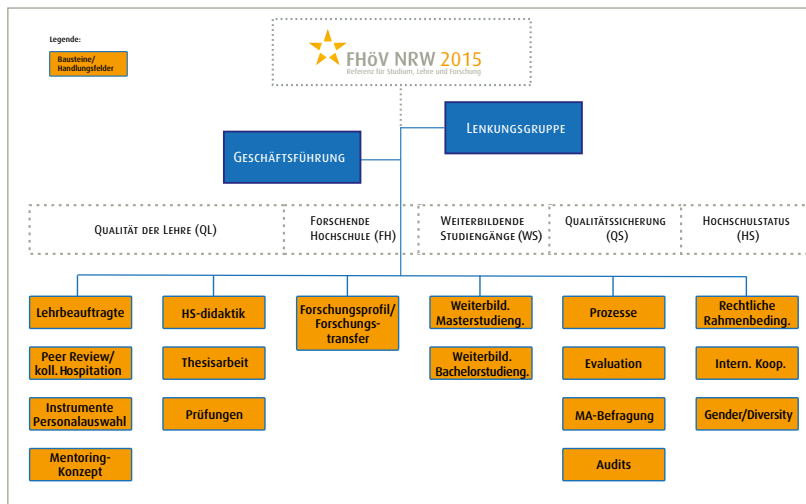 Legende:
Bausteine/
Handlungsfelder
FHöV NRW 2015
Referenz für Studium, Lehre und Forschung
Lenkungsgruppe
Geschäftsführung
Qualität der Lehre (QL)
Forschende
Hochschule (FH)
Weiterbildende
Studiengänge (WS)
Qualitätssicherung
(QS)
Hochschulstatus
(HS)
Lehrbeauftragte
Peer Review/
koll. Hospitation
Instrumente
Personalauswahl
Mentoring-
Konzept
HS-didaktik
Thesisarbeit
Prüfungen
Forschungsprofil/
Forschungs-
transfer
Weiterbild.
Masterstudieng.
Weiterbild.
Bachelorstudieng.
Prozesse
Evaluation
MA-Befragung
Audits
Rechtliche
Rahmenbeding.
Intern. Koop.
Gender/Diversity